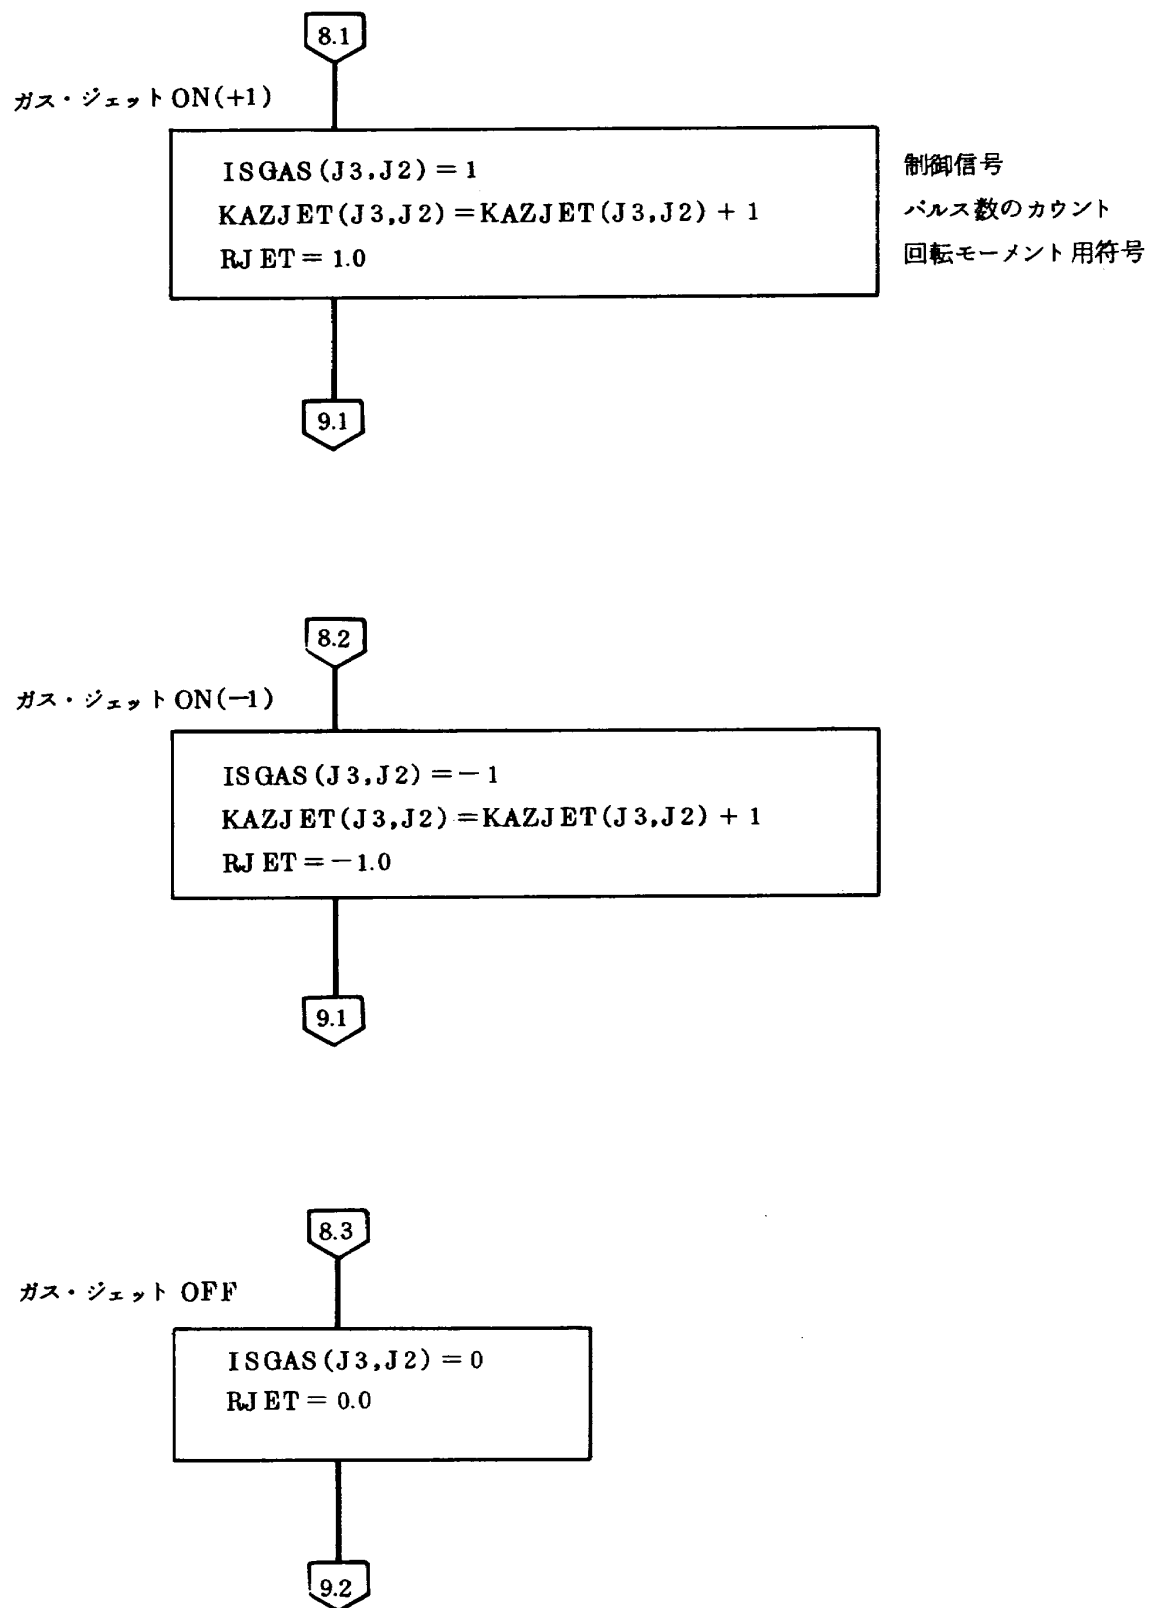 8.1
ガス・ジェットON(+1)
ISGAS(J3,J2)=1
制御信号
KAZJET(J3,J2)=KAZJET(J3,J2)+1
パルス数のカウント
RJET=1.0
回転モーメント用符号
9.1
8.2
ガス・ジェットON(-1)
ISGAS(J3,J2)=-1
KAZJET(J3,J2)=KAZJET(J3,J2)+1
RJET=-1.0
9.1
8.3
ガス・ジェット OFF
ISGAS(J3,J2)=0
RJET=0.0
9.2